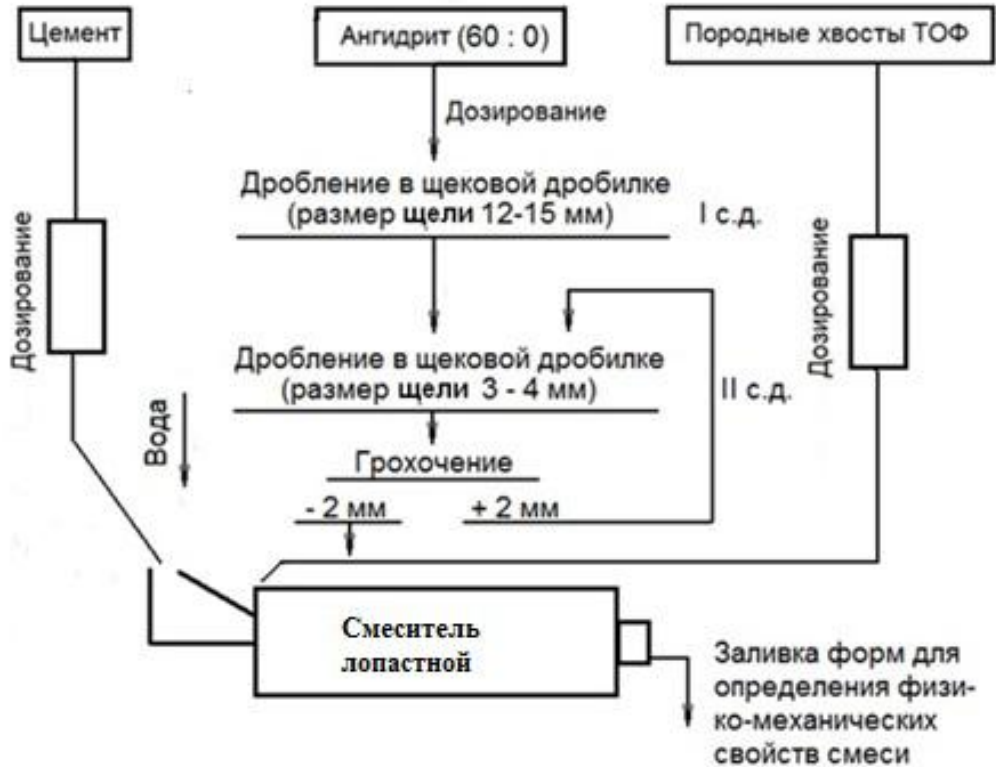 Цемент
Ангидрит (60 : 0)
Породные хвосты ТОФ
Дозирование
Дробление в щековой дробилке
(размер щели 12-15 мм)
I с.д.
Дозирование
Дозирование
Дробление в щековой дробилке
(размер щели 3 - 4 мм)
II с.д.
Вода
Грохочение
- 2 мм
+ 2 мм
Смеситель
лопастной
Заливка форм для
определения физи-
ко-механических
свойств смеси